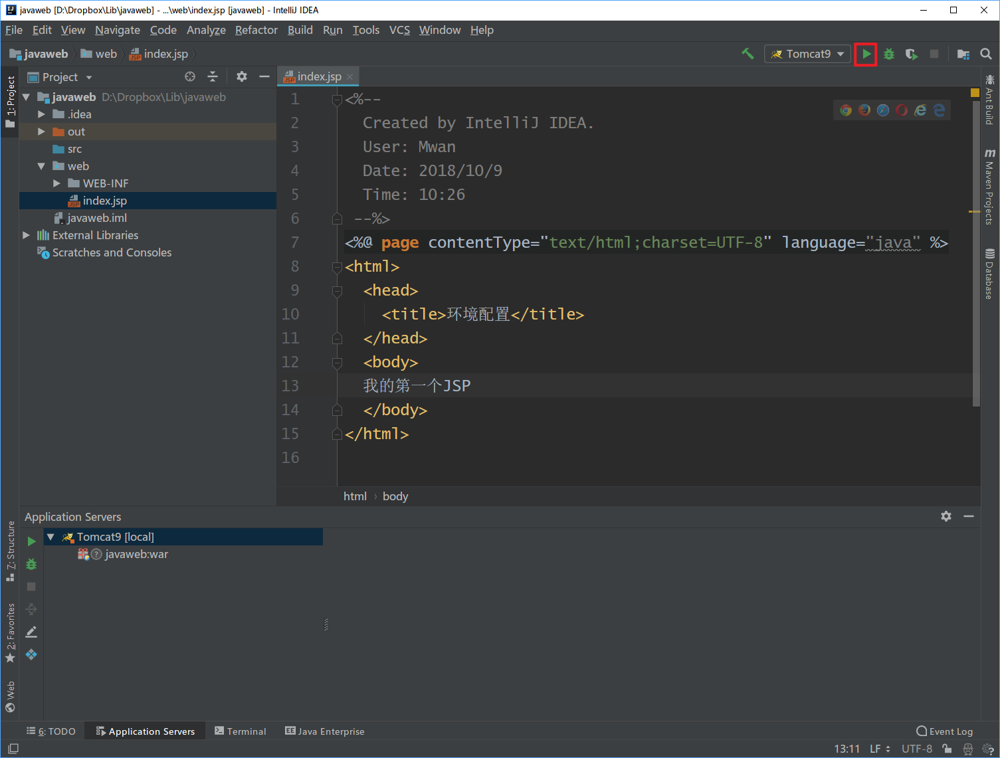 javaweb [D:\Dropbox\Lib\javaweb] - ...\web\index.jsp [javaweb] - IntelliJ IDEA
File Edit View Navigate Code Analyze Refactor Build Run Tools VCS Window Help
javaweb web index.jsp Tomcat9
1: Project
Project
index.jsp
javaweb D:\Dropbox\Lib\javaweb
.idea
out
src
web
WEB-INF
index.jsp
javaweb.iml
External Libraries
Scratches and Consoles
1 <%--
2 Created by IntelliJ IDEA.
3 User: Mwan
4 Date: 2018/10/9
5 Time: 10:26
6 --%>
7 <%@ page contentType="text/html;charset=UTF-8" language="java" %>
8 <html>
9 <head>
10 <title>环境配置</title>
11 </head>
12 <body>
13 我的第一个JSP
14 </body>
15 </html>
16
html › body
Ant Build
Maven Projects
Database
Application Servers
Tomcat9 [local]
javaweb:war
7: Structure
2: Favorites
Web
6: TODO Application Servers Terminal Java Enterprise Event Log
13:11 LF UTF-8